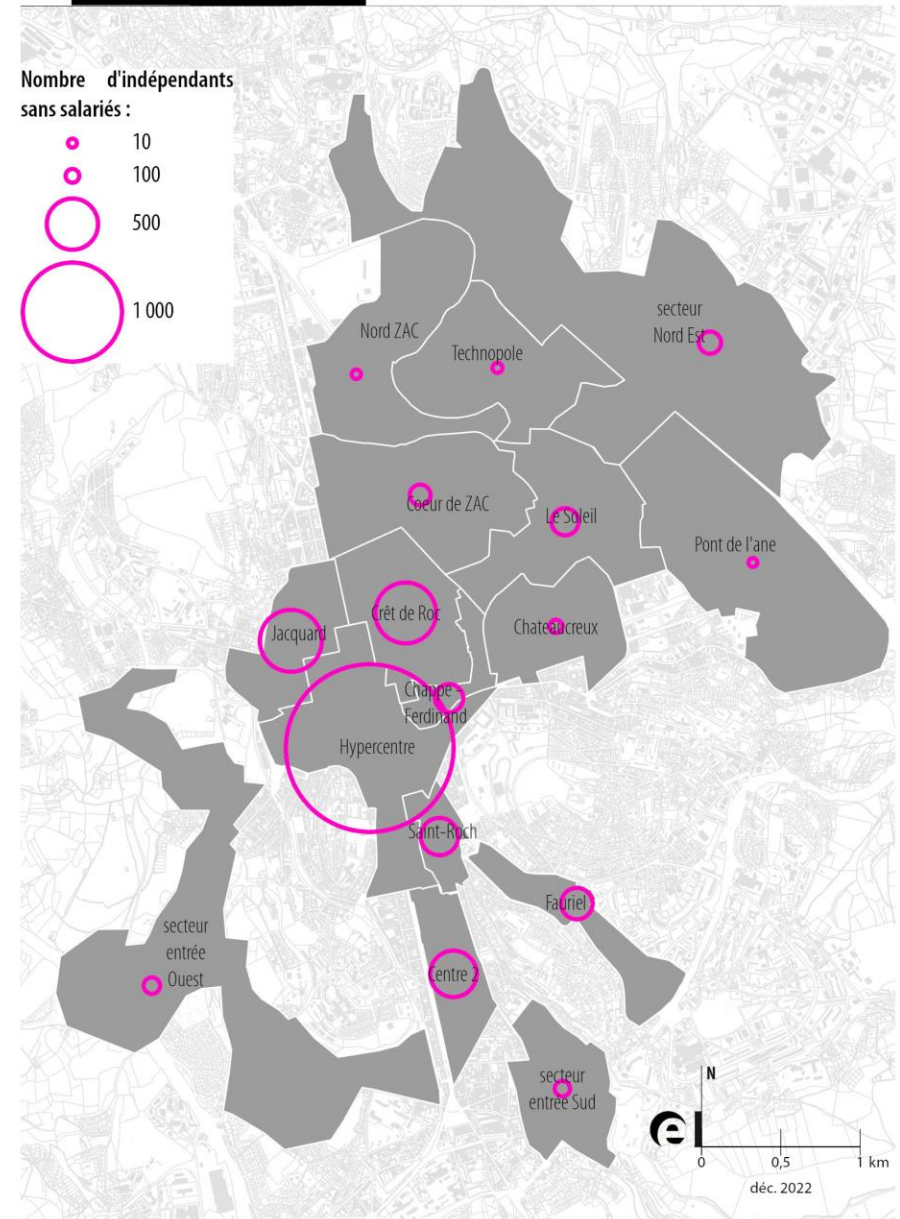 Nombre d'indépendants
sans salariés :
10
100
500
1 000
secteur
Nord Est
Nord ZAC
Technopole
Coeur de ZAC
Le Soleil
Pont de l'ane
Crêt de Roc
Jacquard
Chateaucreux
Chappe -
Ferdinand
Hypercentre
Saint-Roch
Fauriel
secteur
entrée
Ouest
Centre 2
secteur
entrée Sud
N
e
0
0,5
1 km
déc. 2022